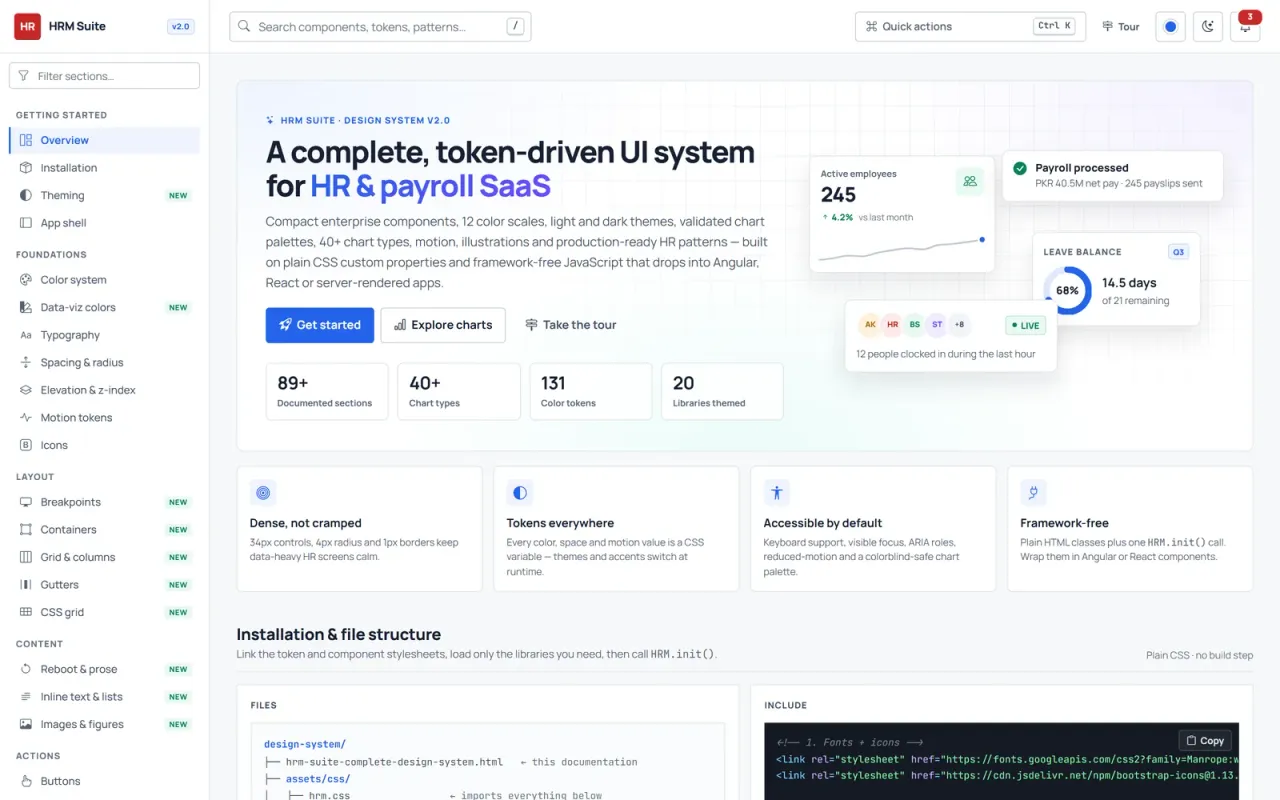 HR HRM Suite v2.0
Search components, tokens, patterns... /
Quick actions Ctrl K
Tour
3
Filter sections...
GETTING STARTED
Overview
Installation
Theming NEW
App shell
FOUNDATIONS
Color system
Data-viz colors NEW
Aa Typography
Spacing & radius
Elevation & z-index
Motion tokens
B Icons
LAYOUT
Breakpoints NEW
Containers NEW
Grid & columns NEW
Gutters NEW
CSS grid NEW
CONTENT
Reboot & prose NEW
Inline text & lists NEW
Images & figures NEW
ACTIONS
Buttons
HRM SUITE · DESIGN SYSTEM V2.0
A complete, token-driven UI system
for HR & payroll SaaS
Compact enterprise components, 12 color scales, light and dark themes, validated chart
palettes, 40+ chart types, motion, illustrations and production-ready HR patterns — built
on plain CSS custom properties and framework-free JavaScript that drops into Angular,
React or server-rendered apps.
Get started
Explore charts
Take the tour
89+
Documented sections
40+
Chart types
131
Color tokens
20
Libraries themed
Active employees
245
↑ 4.2% vs last month
Payroll processed
PKR 40.5M net pay · 245 payslips sent
LEAVE BALANCE Q3
68%
14.5 days
of 21 remaining
AK HR BS ST +8
LIVE
12 people clocked in during the last hour
Dense, not cramped
34px controls, 4px radius and 1px borders keep
data-heavy HR screens calm.
Tokens everywhere
Every color, space and motion value is a CSS
variable — themes and accents switch at
runtime.
Accessible by default
Keyboard support, visible focus, ARIA roles,
reduced-motion and a colorblind-safe chart
palette.
Framework-free
Plain HTML classes plus one HRM.init() call.
Wrap them in Angular or React components.
Installation & file structure
Link the token and component stylesheets, load only the libraries you need, then call HRM.init().
Plain CSS · no build step
FILES
design-system/
├── hrm-suite-complete-design-system.html ← this documentation
├── assets/css/
│ ├── hrm.css ← imports everything below
INCLUDE
Copy
<!-- 1. Fonts + icons -->
<link rel="stylesheet" href="https://fonts.googleapis.com/css2?family=Manrope:w
<link rel="stylesheet" href="https://cdn.jsdelivr.net/npm/bootstrap-icons@1.13.